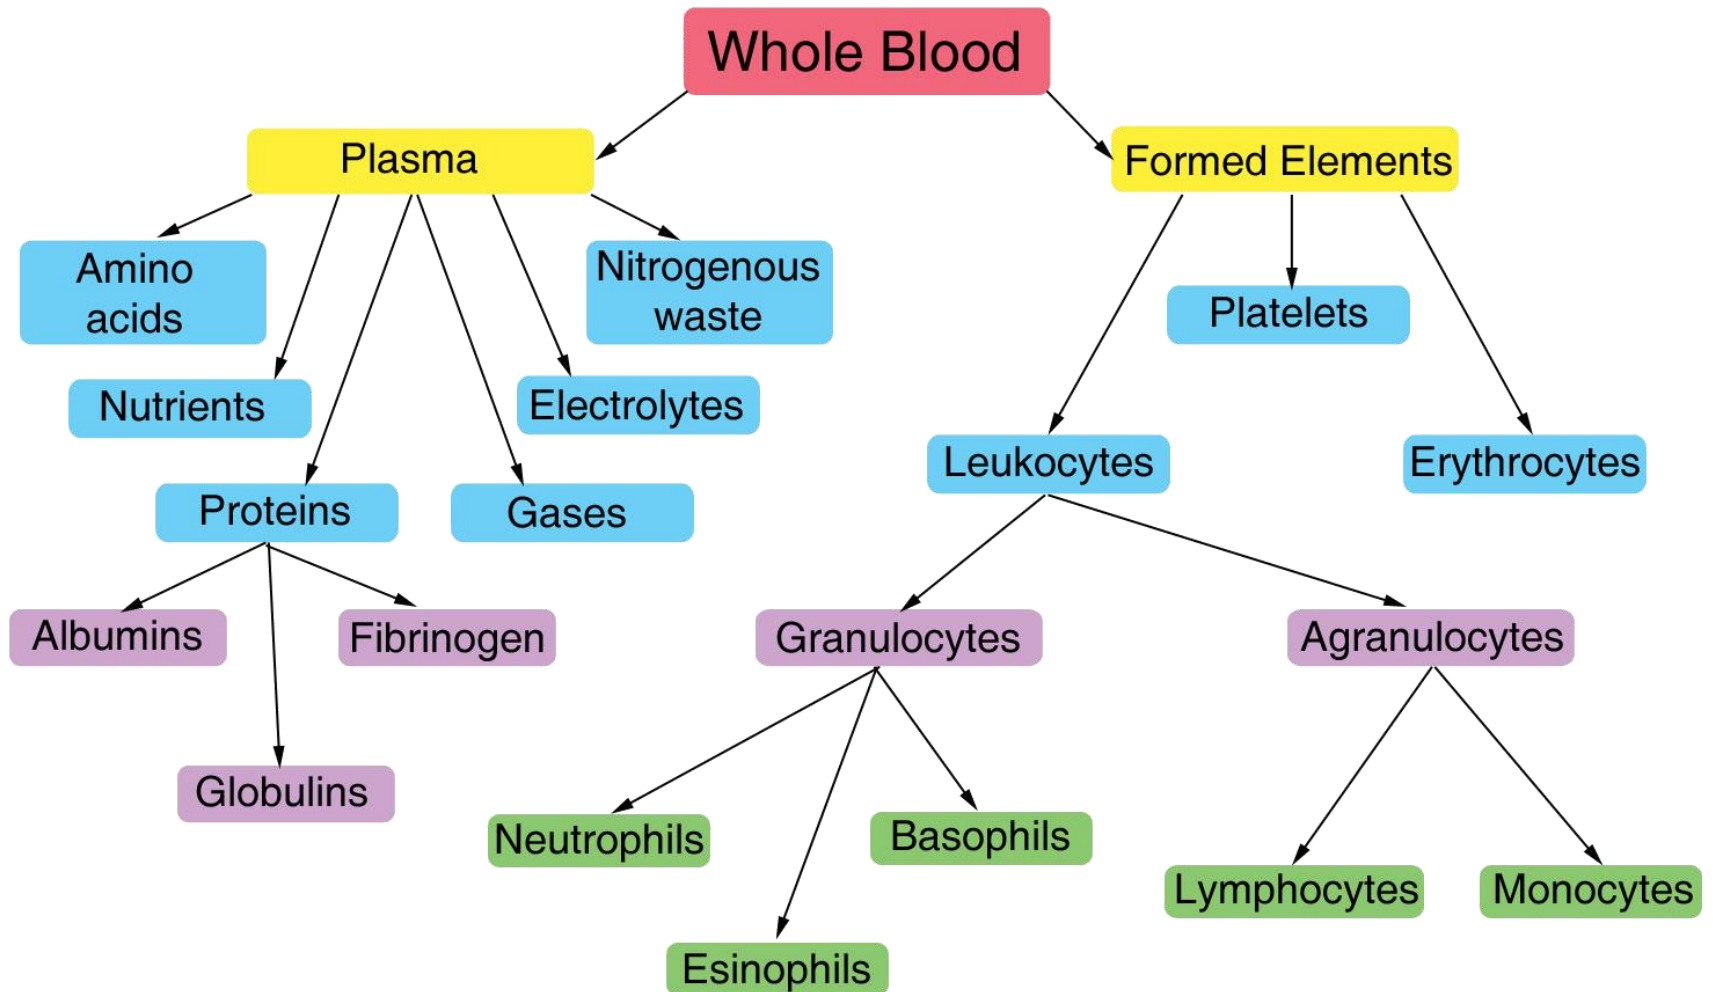 Whole Blood
Plasma
Formed Elements
Amino
acids
Nitrogenous
waste
Platelets
Nutrients
Electrolytes
Leukocytes
Erythrocytes
Proteins
Gases
Albumins
Fibrinogen
Granulocytes
Agranulocytes
Globulins
Neutrophils
Basophils
Lymphocytes
Monocytes
Esinophils